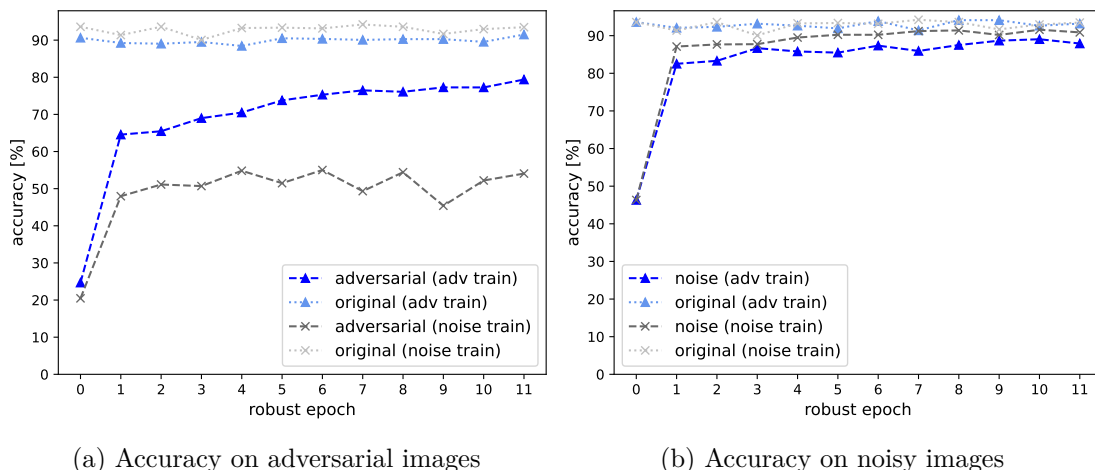 90
80
70
60
50
40
30
20
10
0
accuracy [%]
adversarial (adv train)
original (adv train)
adversarial (noise train)
original (noise train)
0 1 2 3 4 5 6 7 8 9 10 11
robust epoch
(a) Accuracy on adversarial images
90
80
70
60
50
40
30
20
10
0
accuracy [%]
noise (adv train)
original (adv train)
noise (noise train)
original (noise train)
0 1 2 3 4 5 6 7 8 9 10 11
robust epoch
(b) Accuracy on noisy images